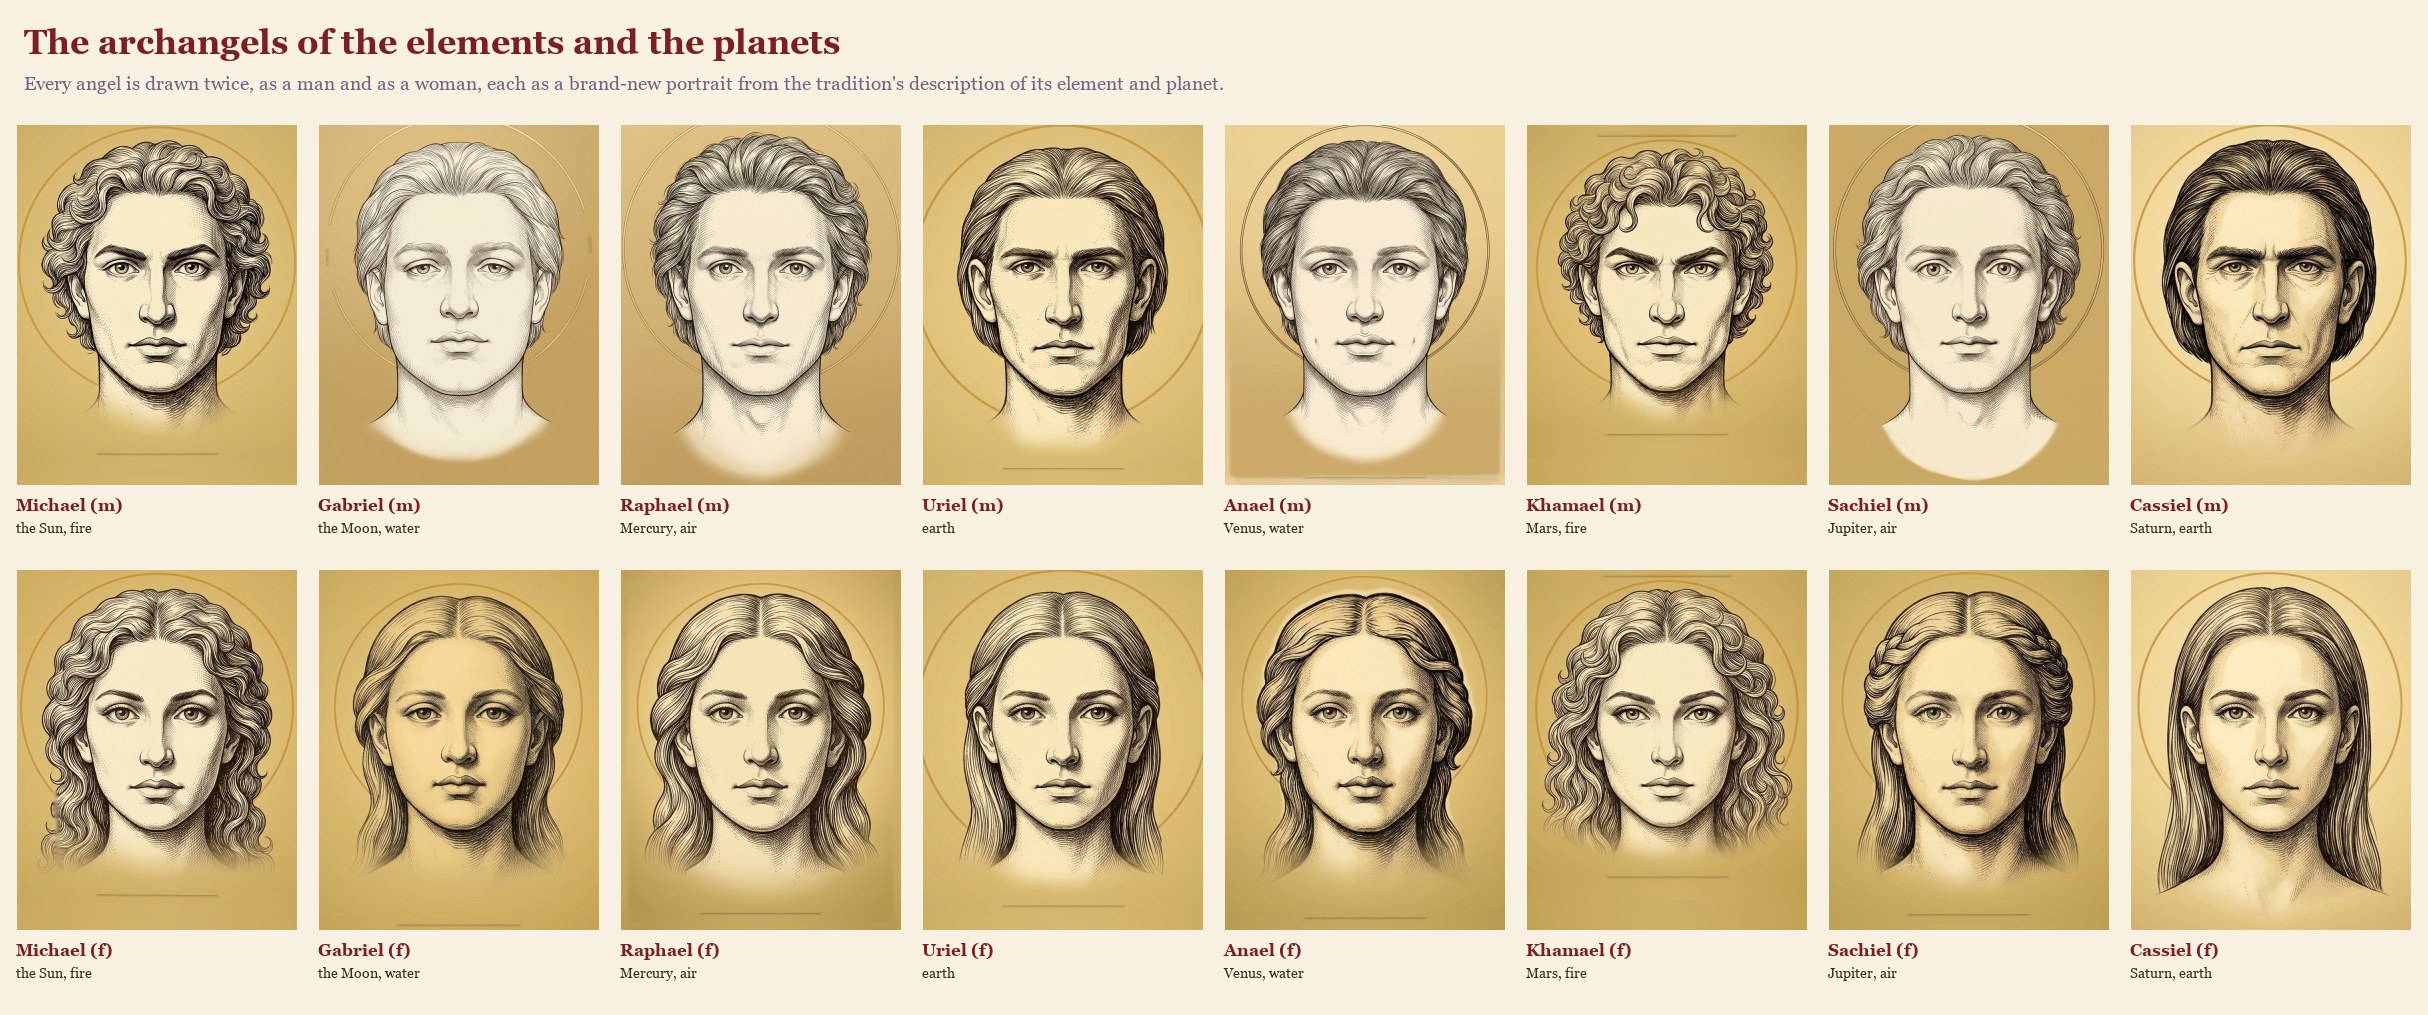 The archangels of the elements and the planets
Every angel is drawn twice, as a man and as a woman, each as a brand-new portrait from the tradition's description of its element and planet.
Michael (m)
the Sun, fire
Gabriel (m)
the Moon, water
Raphael (m)
Mercury, air
Uriel (m)
earth
Anael (m)
Venus, water
Khamael (m)
Mars, fire
Sachiel (m)
Jupiter, air
Cassiel (m)
Saturn, earth
Michael (f)
the Sun, fire
Gabriel (f)
the Moon, water
Raphael (f)
Mercury, air
Uriel (f)
earth
Anael (f)
Venus, water
Khamael (f)
Mars, fire
Sachiel (f)
Jupiter, air
Cassiel (f)
Saturn, earth